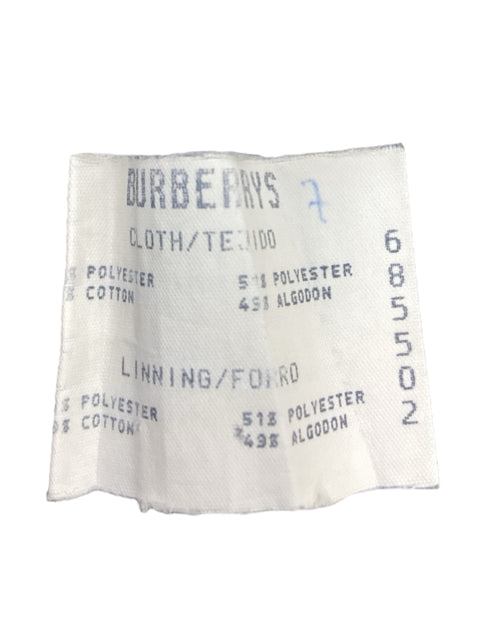 BURBERRYS 7
CLOTH/TEJIDO
% POLYESTER 51% POLYESTER
% COTTON 49% ALGODON
LINNING/FORRO
% POLYESTER 51% POLYESTER
9% COTTON 49% ALGODON
6
8
5
5
0
2